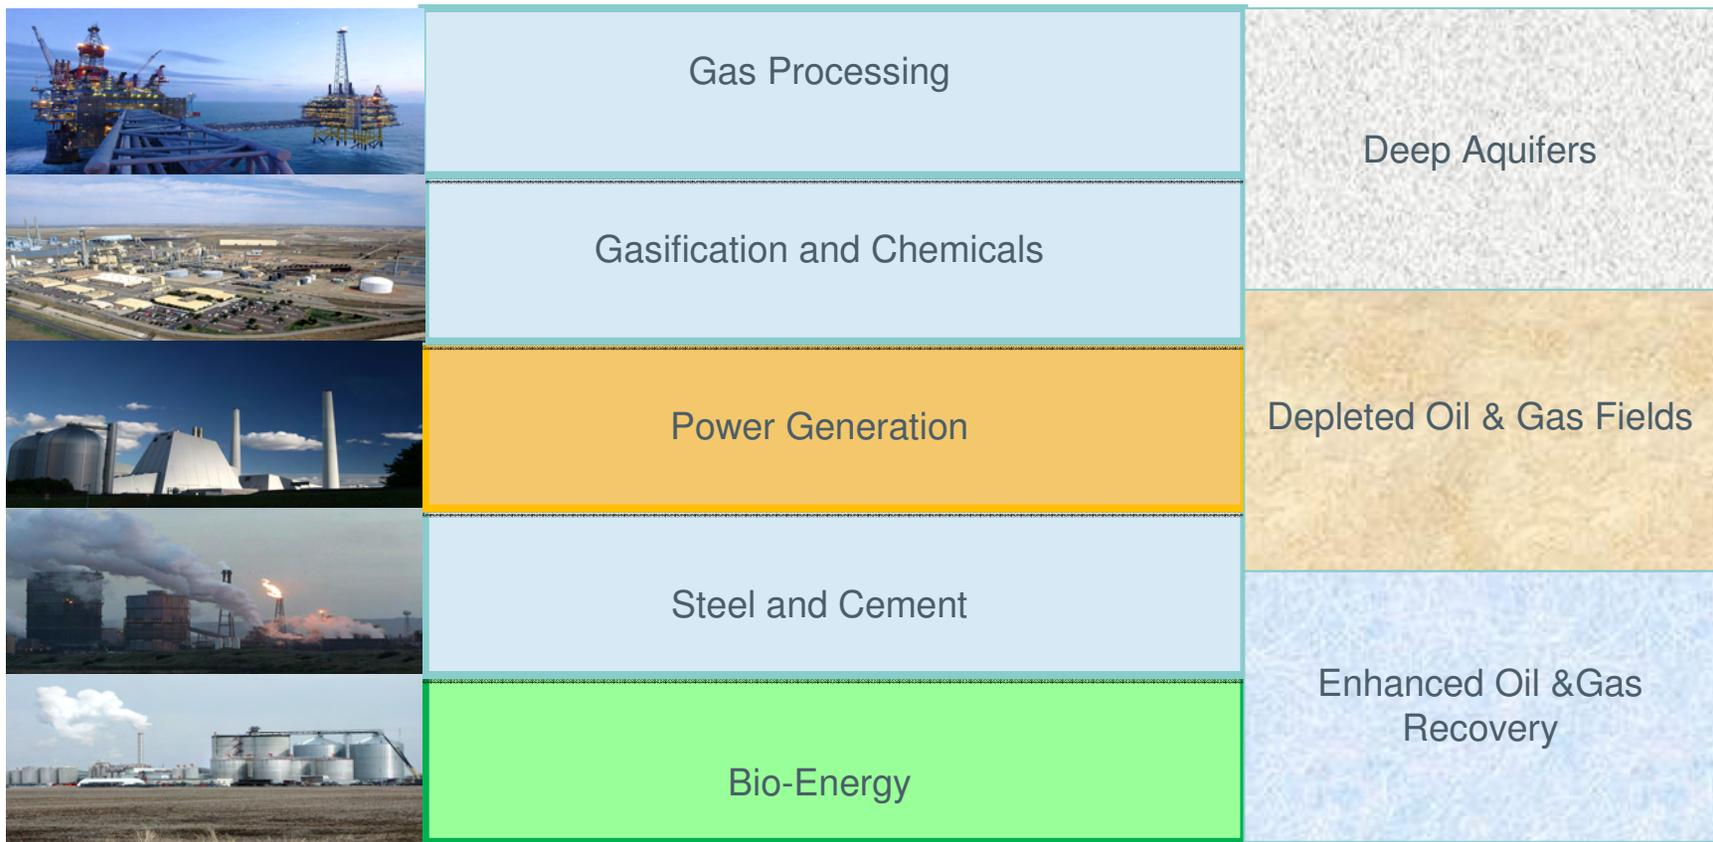 Gas Processing
Gasification and Chemicals
Power Generation
Steel and Cement
Bio-Energy
Deep Aquifers
Depleted Oil & Gas Fields
Enhanced Oil &Gas
Recovery